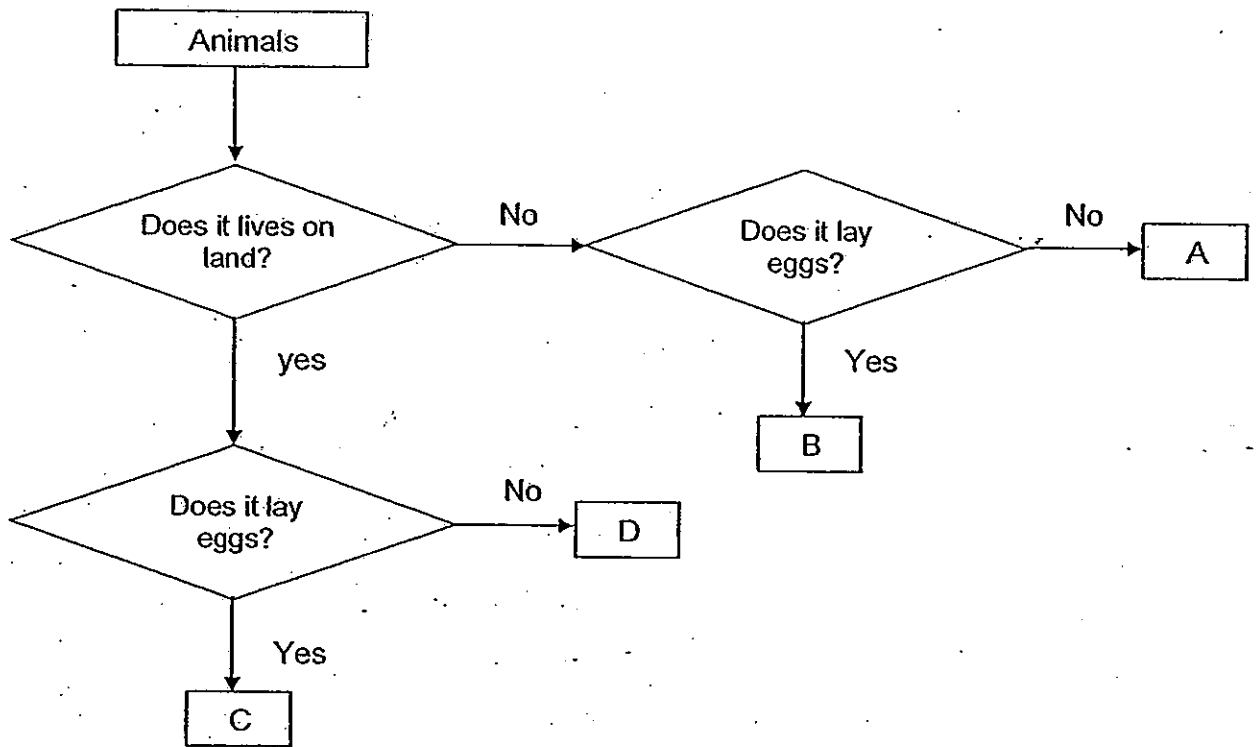 Animals
Does it lives on
land?
No
Does it lay
eggs?
No
A
yes
Yes
B
Does it lay
eggs?
No
D
Yes
C